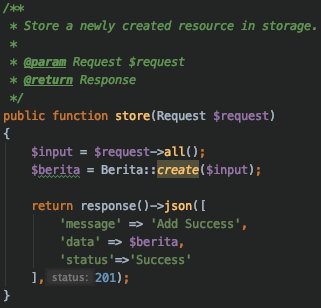 /**
 * Store a newly created resource in storage.
 *
 * @param Request $request
 * @return Response
 */
public function store(Request $request)
{
    $input = $request->all();
    $berita = Berita::create($input);

    return response()->json([
        'message' => 'Add Success',
        'data' => $berita,
        'status'=>'Success'
    ], status: 201);
}